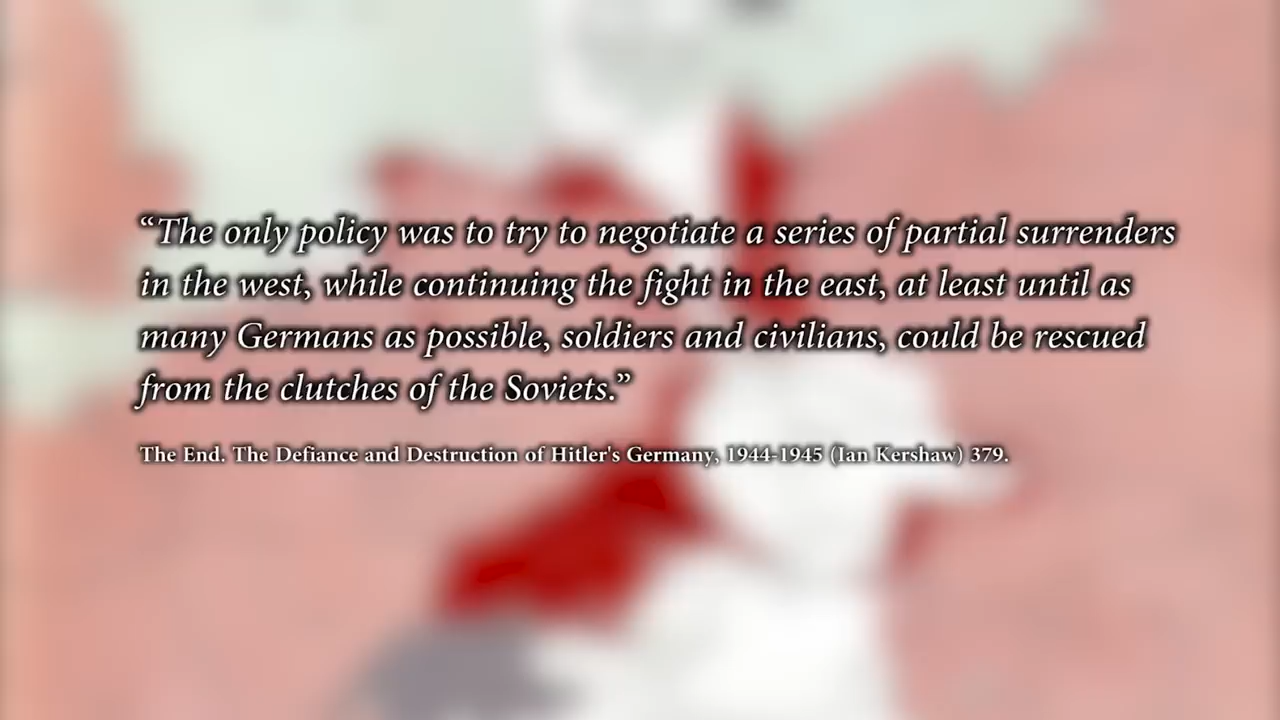 “The only policy was to try to negotiate a series of partial surrenders
in the west, while continuing the fight in the east, at least until as
many Germans as possible, soldiers and civilians, could be rescued
from the clutches of the Soviets.”
The End. The Defiance and Destruction of Hitler's Germany, 1944-1945 (Ian Kershaw) 379.